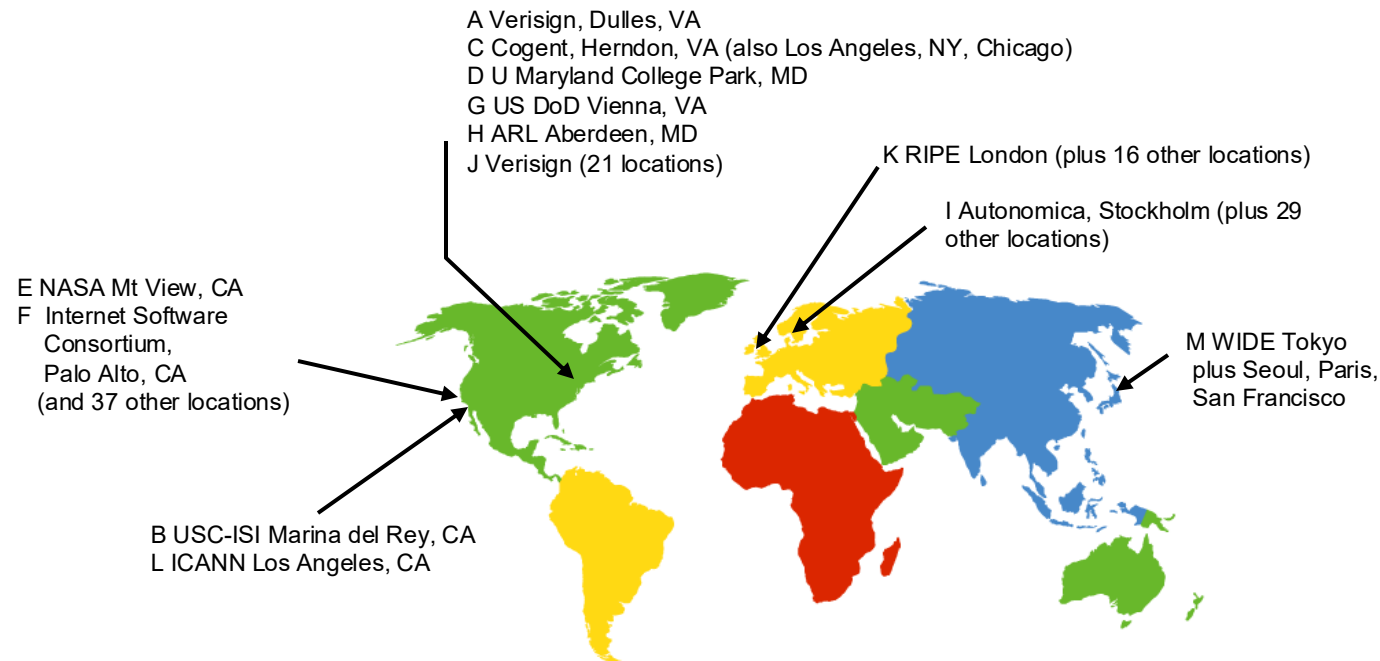 A Verisign, Dulles, VA
C Cogent, Herndon, VA (also Los Angeles, NY, Chicago)
D U Maryland College Park, MD
G US DoD Vienna, VA
H ARL Aberdeen, MD
J Verisign (21 locations)
K RIPE London (plus 16 other locations)
I Autonomica, Stockholm (plus 29
other locations)
E NASA Mt View, CA
F Internet Software
Consortium,
Palo Alto, CA
(and 37 other locations)
M WIDE Tokyo
plus Seoul, Paris,
San Francisco
B USC-ISI Marina del Rey, CA
L ICANN Los Angeles, CA